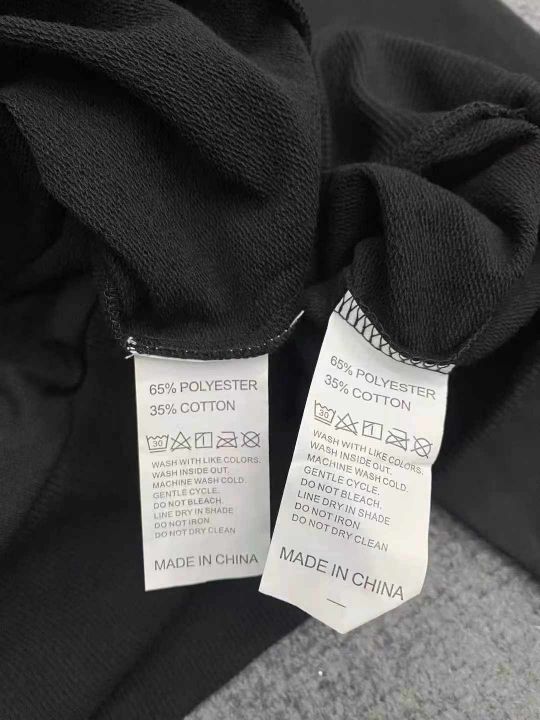 65% POLYESTER
35% COTTON
30
WASH WITH LIKE COLORS.
WASH INSIDE OUT.
MACHINE WASH COLD.
GENTLE CYCLE.
DO NOT BLEACH.
LINE DRY IN SHADE
DO NOT IRON
DO NOT DRY CLEAN
MADE IN CHINA
65% POLYESTER
35% COTTON
30
WASH WITH LIKE COLORS.
WASH INSIDE OUT.
MACHINE WASH COLD.
GENTLE CYCLE.
DO NOT BLEACH.
LINE DRY IN SHADE
DO NOT IRON
DO NOT DRY CLEAN
MADE IN CHINA
—